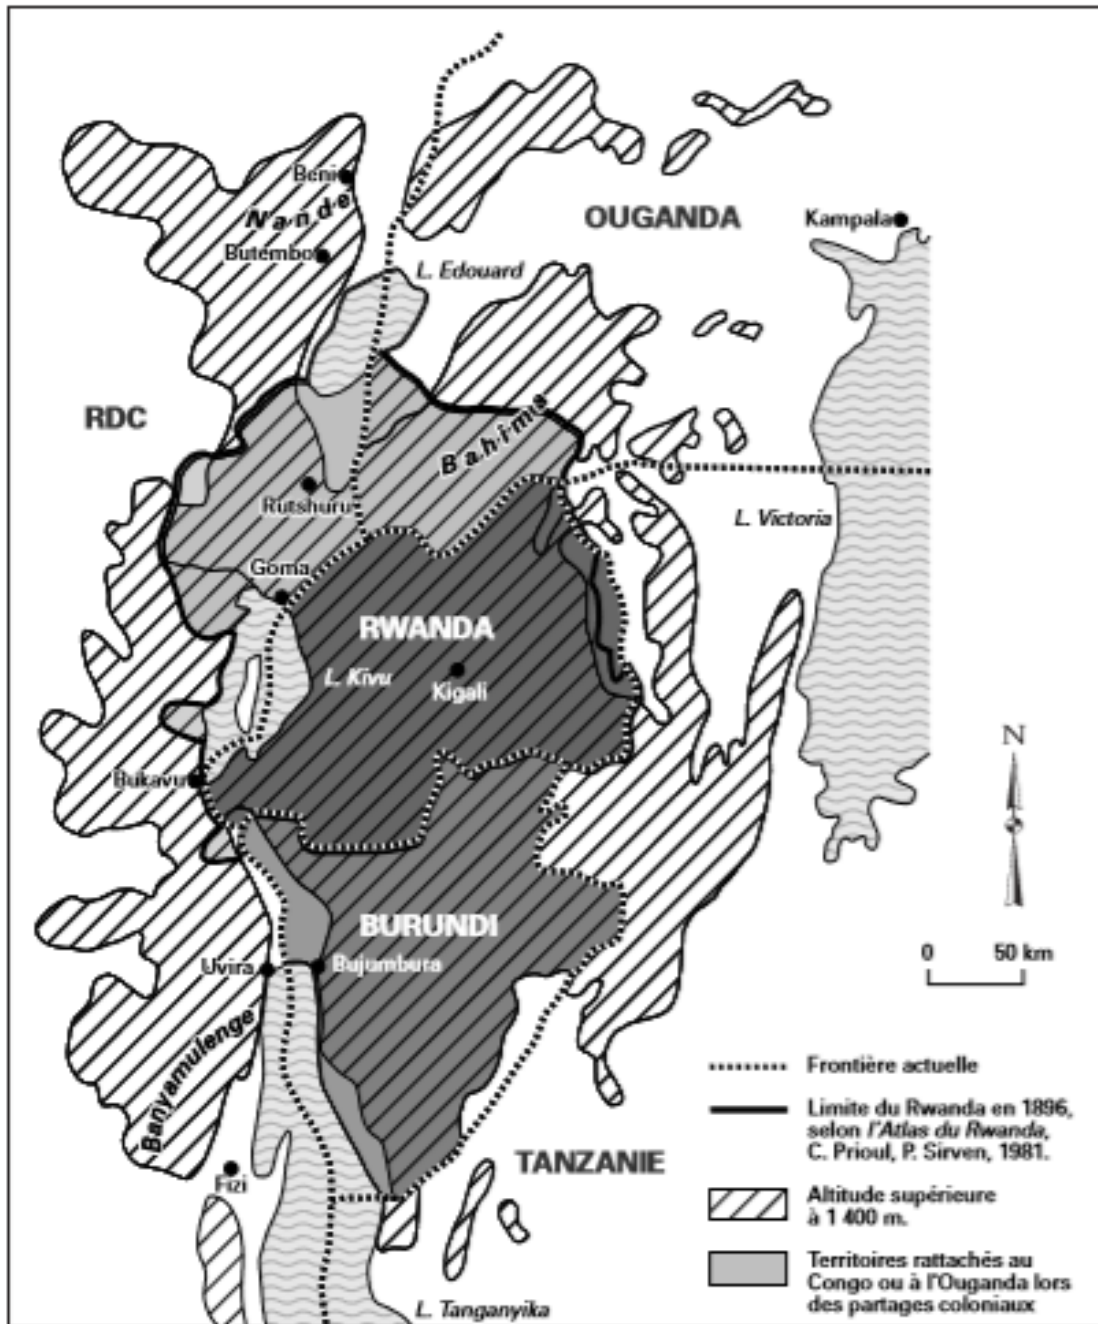 Beni
Nande
Butembo
OUGANDA
Kampala
L. Edouard
RDC
Bahima
Rutshuru
L. Victoria
Goma
RWANDA
L. Kivu
Kigali
N
Bukavu
BURUNDI
0 50 km
Uvira
Bujumbura
Banyamulenge
Frontière actuelle
Limite du Rwanda en 1896,
selon l'Atlas du Rwanda,
C. Prioul, P. Sirven, 1981.
TANZANIE
Fizi
Altitude supérieure
à 1 400 m.
Territoires rattachés au
Congo ou à l'Ouganda lors
des partages coloniaux
L. Tanganyika